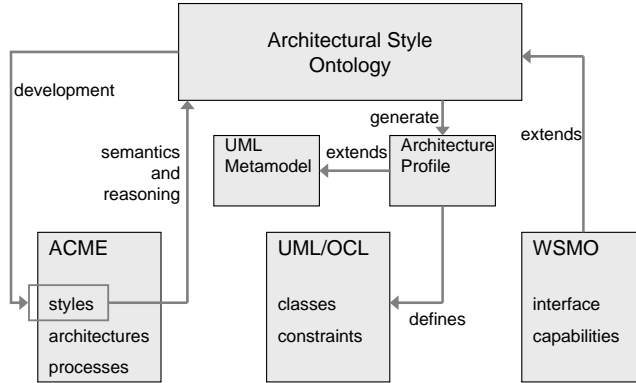 Architectural Style
Ontology
development
generate
extends
semantics
and
reasoning
UML
Metamodel
extends
Architecture
Profile
ACME
styles
architectures
processes
UML/OCL
classes
constraints
defines
WSMO
interface
capabilities